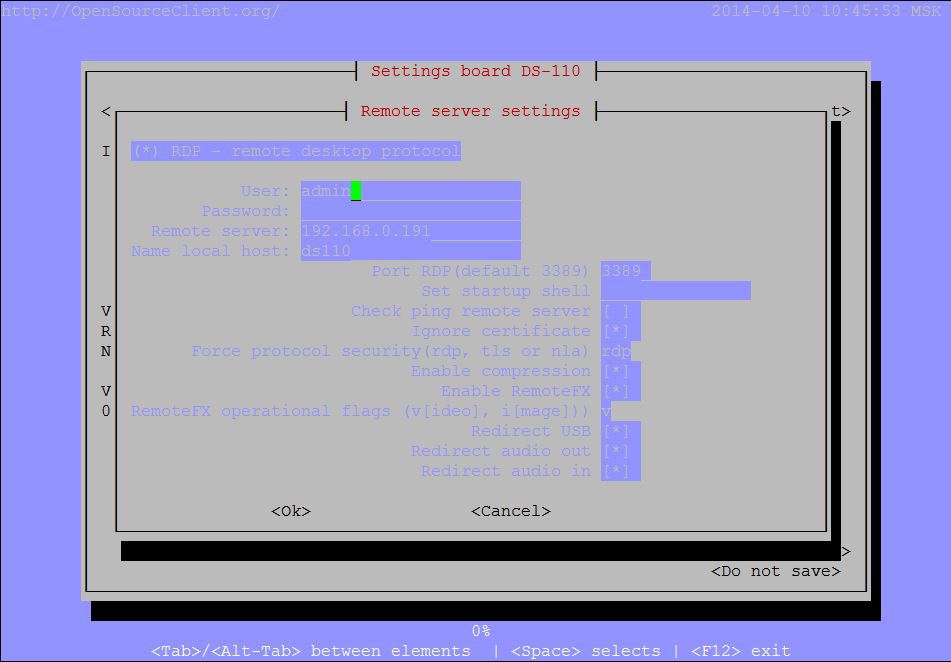 http://OpenSourceClient.org/ 2014-04-10 10:45:53 MSK
Settings board DS-110
< Remote server settings t>
I (*) RDP - remote desktop protocol
User: admin
Password:
Remote server: 192.168.0.191
Name local host: ds110
Port RDP(default 3389) 3389
Set startup shell
V Check ping remote server [ ]
R Ignore certificate [*]
N Force protocol security(rdp, tls or nla) rdp
Enable compression [*]
V Enable RemoteFX [*]
O RemoteFX operational flags (v[ideo], i[mage])) v
Redirect USB [*]
Redirect audio out [*]
Redirect audio in [*]
<Ok> <Cancel>
>
<Do not save>
0%
<Tab>/<Alt-Tab> between elements | <Space> selects | <F12> exit